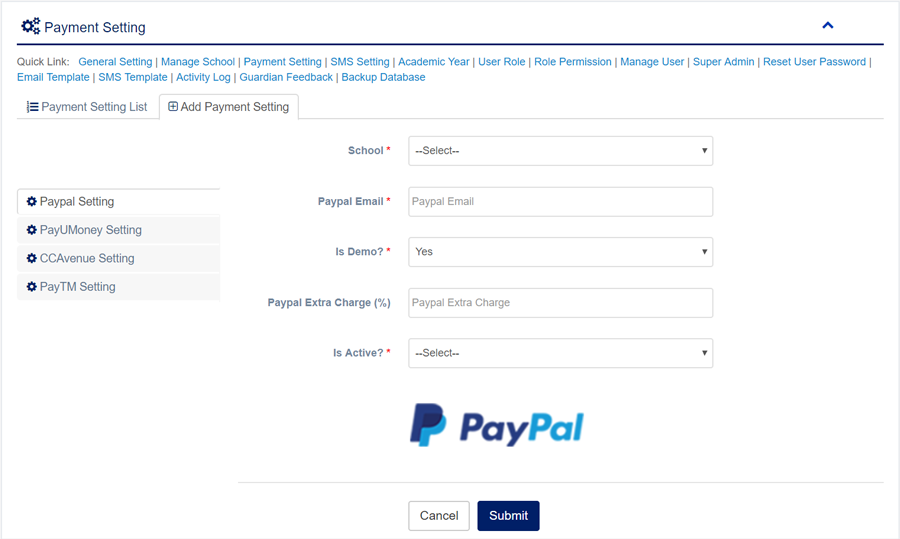 Payment Setting
Quick Link: General Setting | Manage School | Payment Setting | SMS Setting | Academic Year | User Role | Role Permission | Manage User | Super Admin | Reset User Password |
Email Template | SMS Template | Activity Log | Guardian Feedback | Backup Database
Payment Setting List Add Payment Setting
School * --Select--
Paypal Setting
Paypal Email * Paypal Email
PayUMoney Setting
Is Demo? * Yes
CCAvenue Setting
PayTM Setting
Paypal Extra Charge (%) Paypal Extra Charge
Is Active? * --Select--
PayPal
Cancel Submit